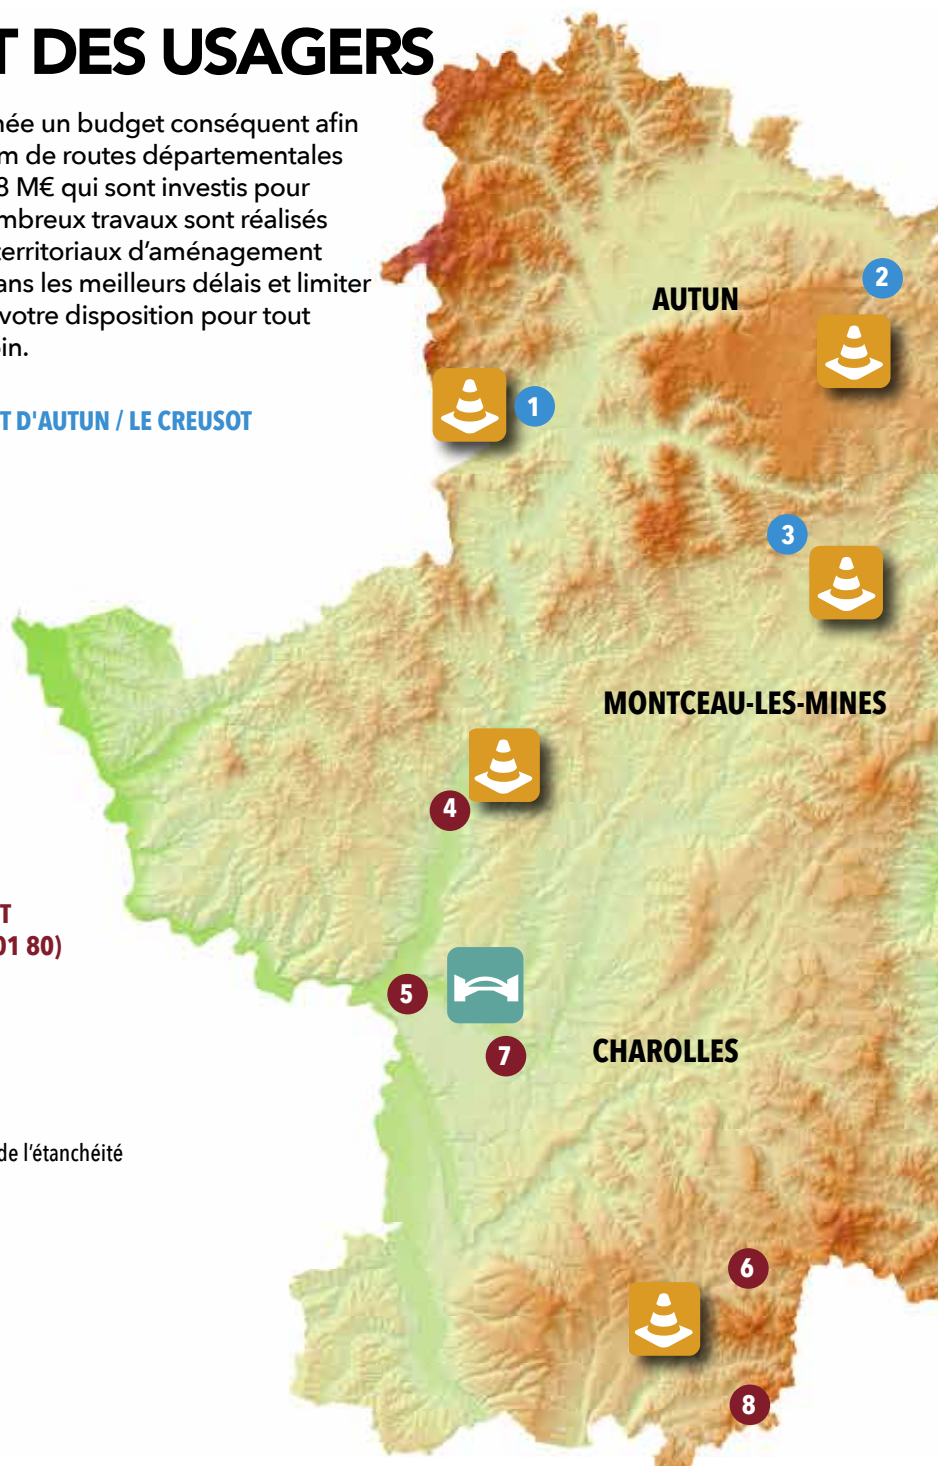 T DES USAGERS
née un budget conséquent afin
m de routes départementales
8 M€ qui sont investis pour
mbreux travaux sont réalisés
territoriaux d'aménagement
ans les meilleurs délais et limiter
votre disposition pour tout
in.
T D'AUTUN / LE CREUSOT
AUTUN
2
1
3
MONTCEAU-LES-MINES
4
T
01 80)
5
7
CHAROLLES
de l'étanchéité
6
8